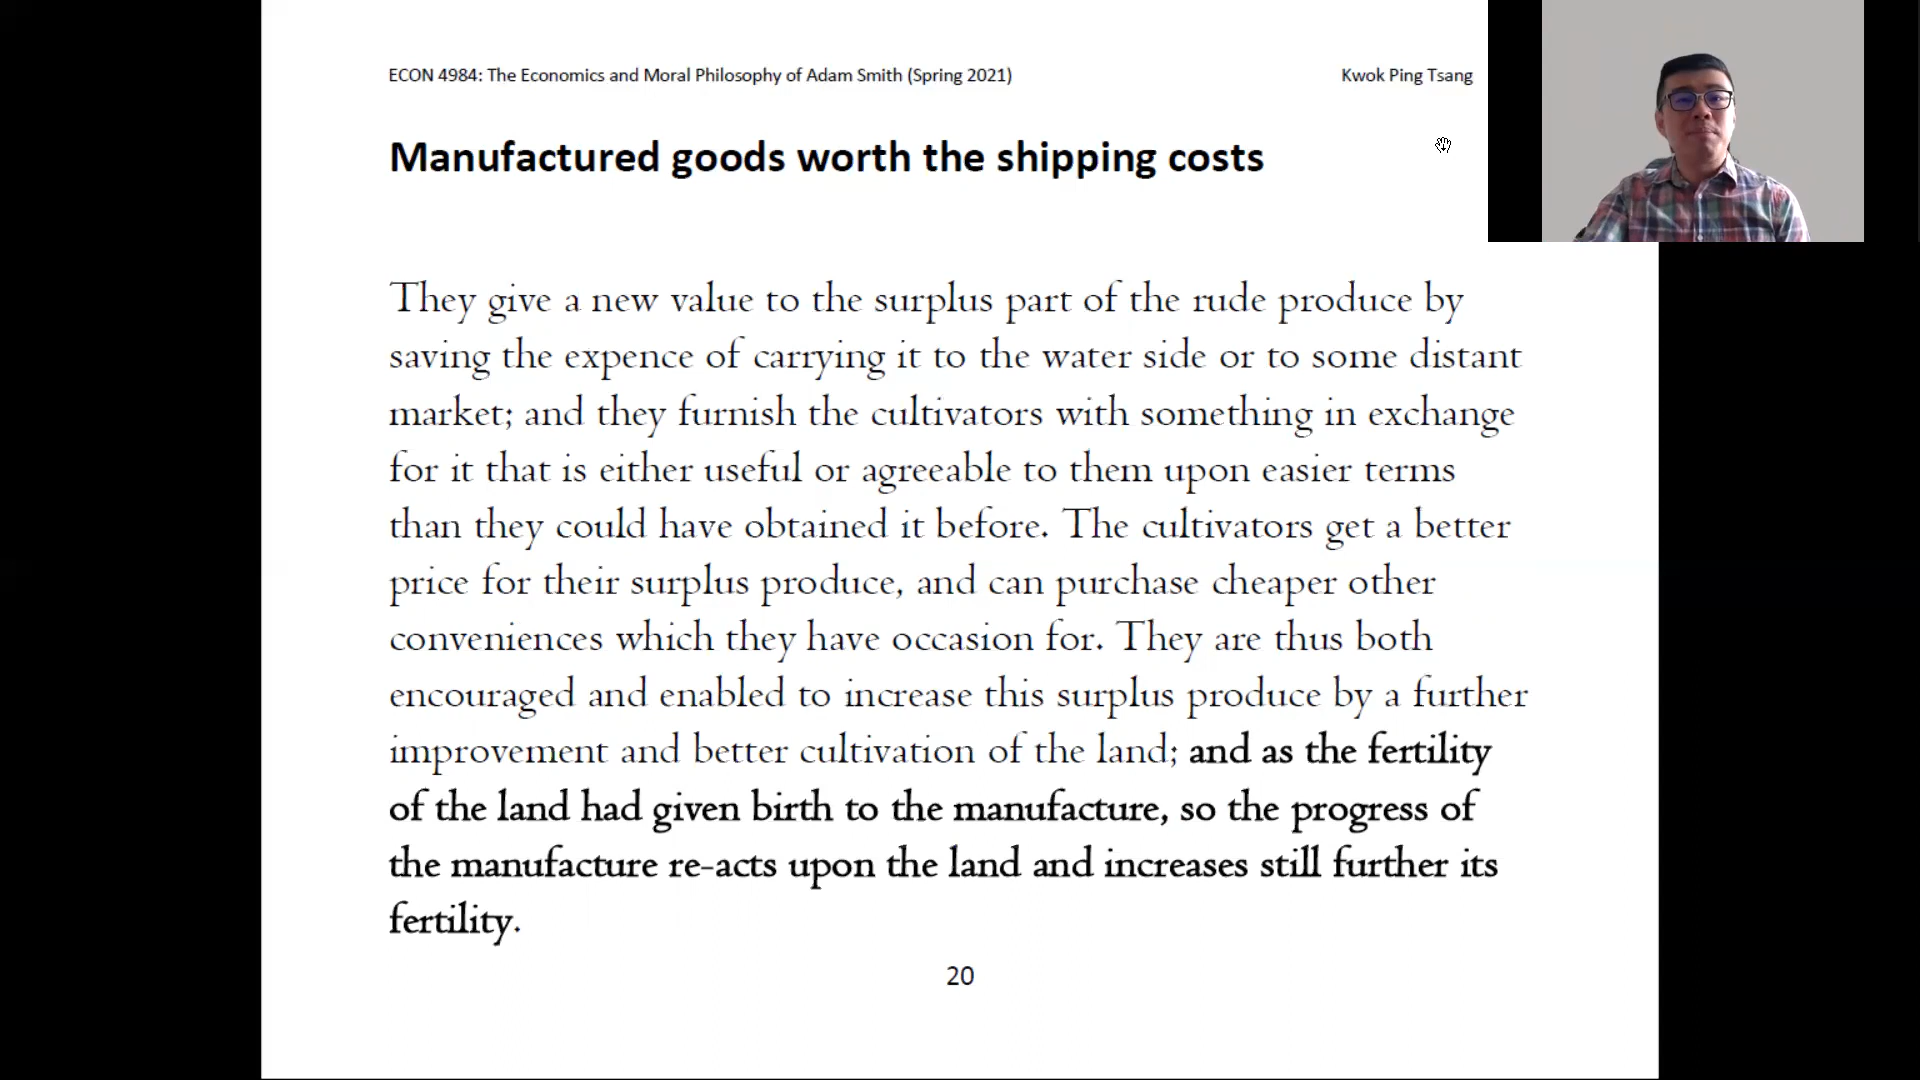 ECON 4984: The Economics and Moral Philosophy of Adam Smith (Spring 2021)
Kwok Ping Tsang
Manufactured goods worth the shipping costs
They give a new value to the surplus part of the rude produce by
saving the expence of carrying it to the water side or to some distant
market; and they furnish the cultivators with something in exchange
for it that is either useful or agreeable to them upon easier terms
than they could have obtained it before. The cultivators get a better
price for their surplus produce, and can purchase cheaper other
conveniences which they have occasion for. They are thus both
encouraged and enabled to increase this surplus produce by a further
improvement and better cultivation of the land; and as the fertility
of the land had given birth to the manufacture, so the progress of
the manufacture re-acts upon the land and increases still further its
fertility.
20